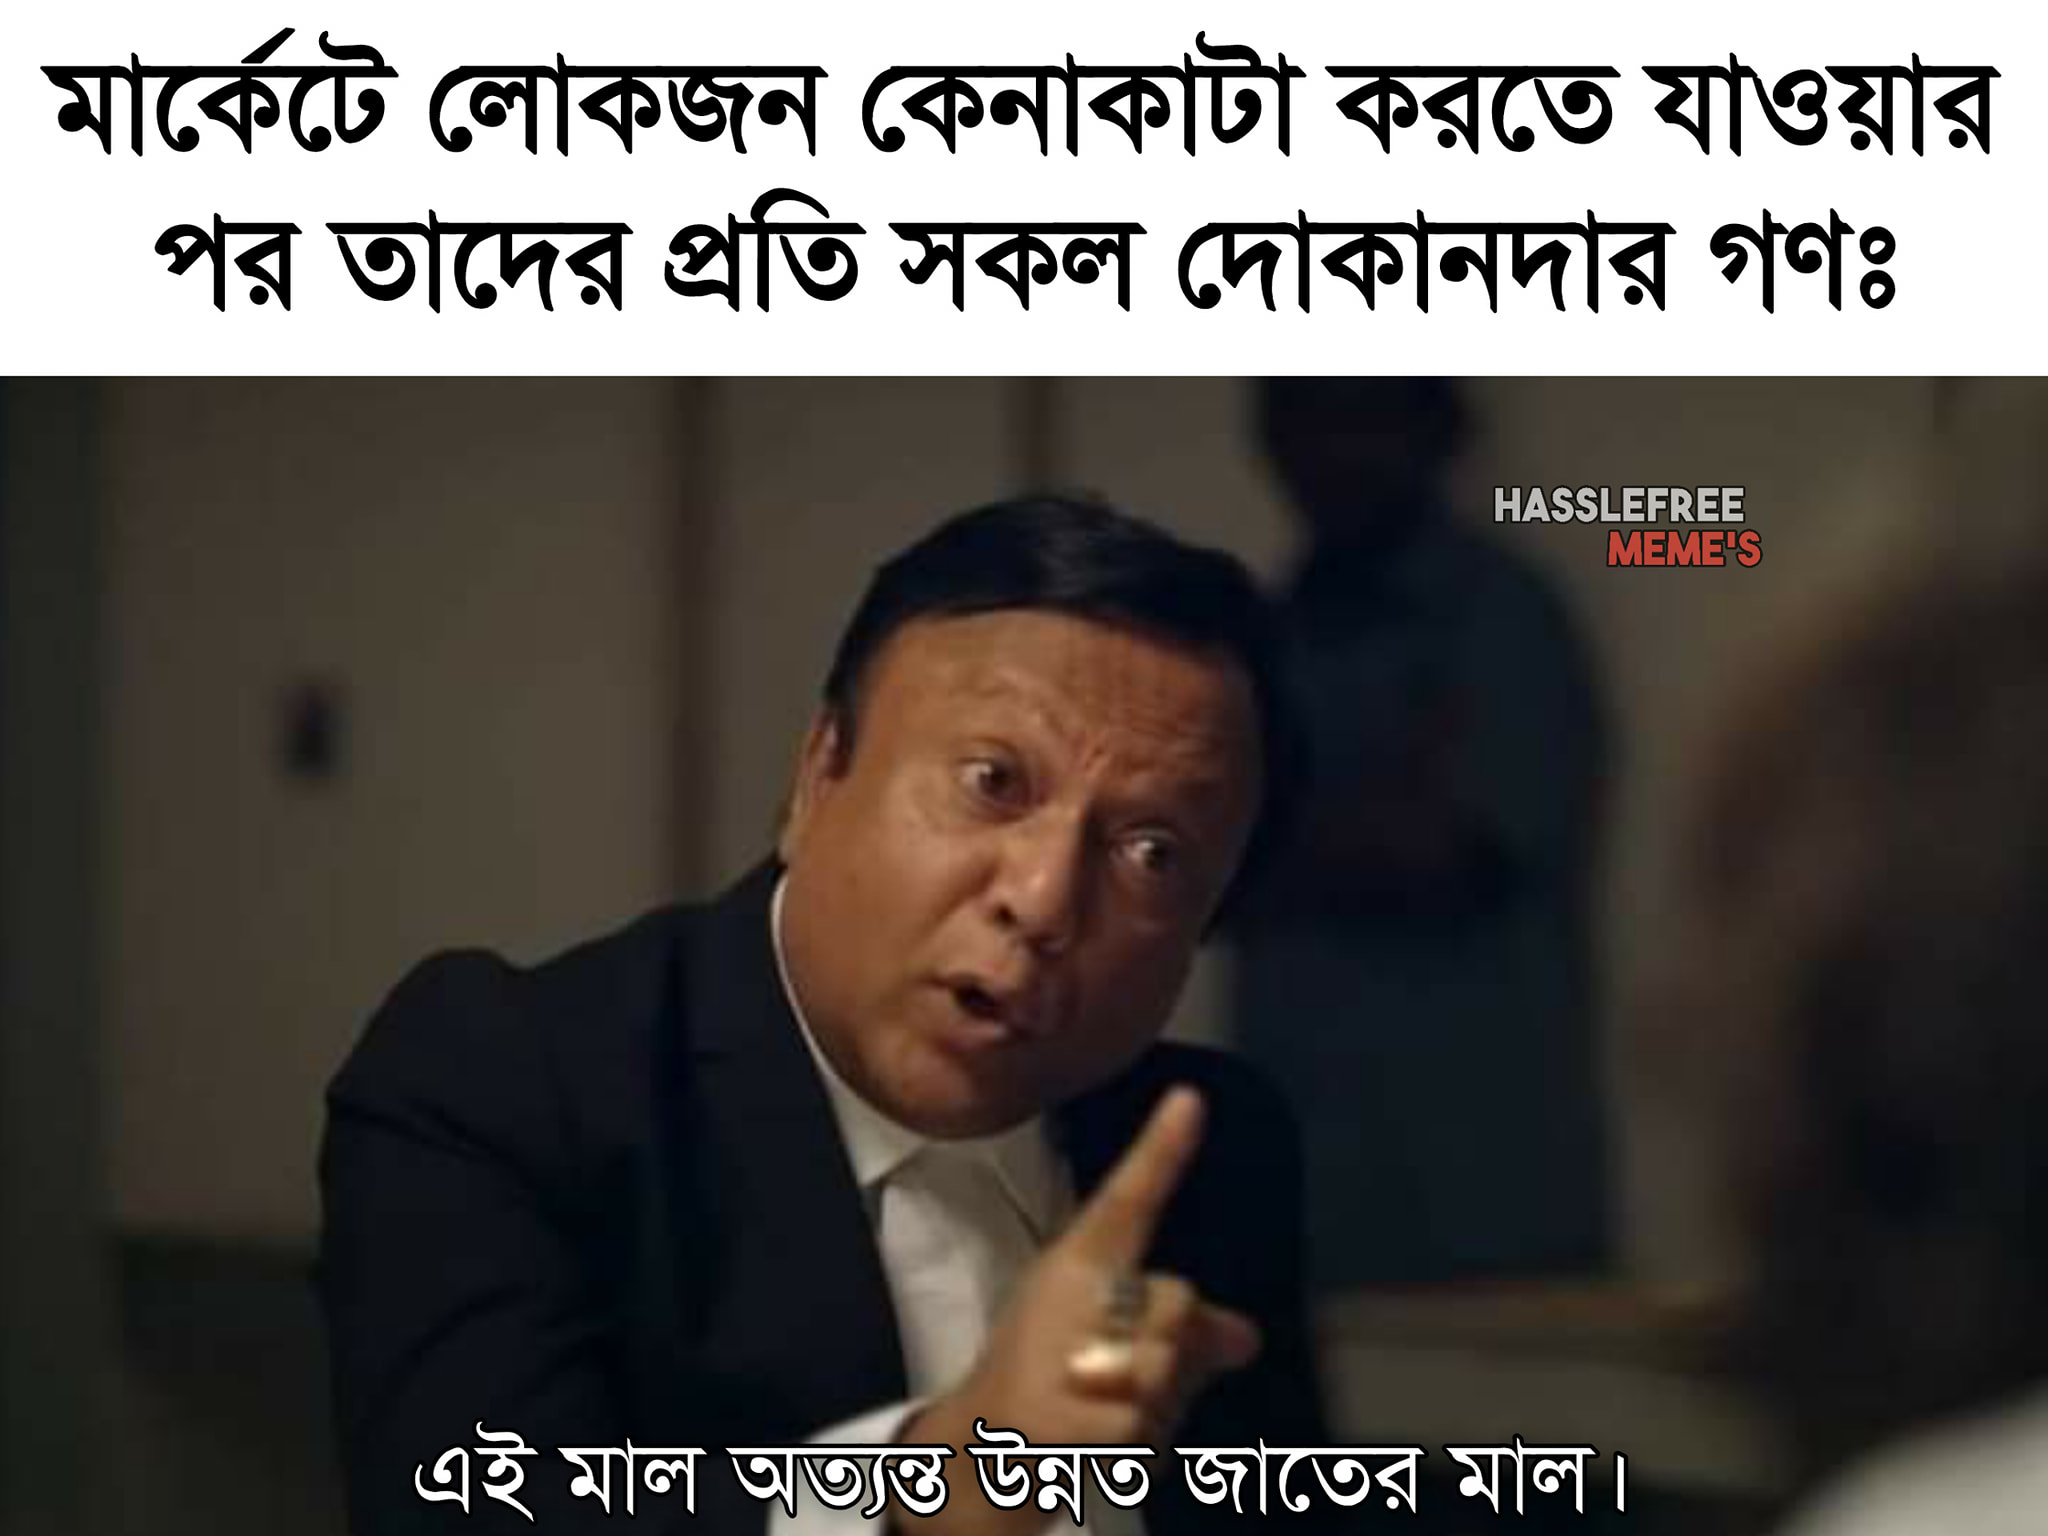 মার্কেটে লোকজন কেনাকাটা করতে যাওয়ার
পর তাদের প্রতি সকল দোকানদার গণঃ
HASSLEFREE
MEME'S
এই মাল অত্যন্ত উন্নত জাতের মাল।